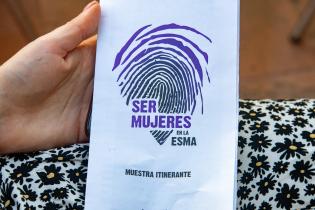 SER
MUJERES
EN LA
ESMA
MUESTRA ITINERANTE